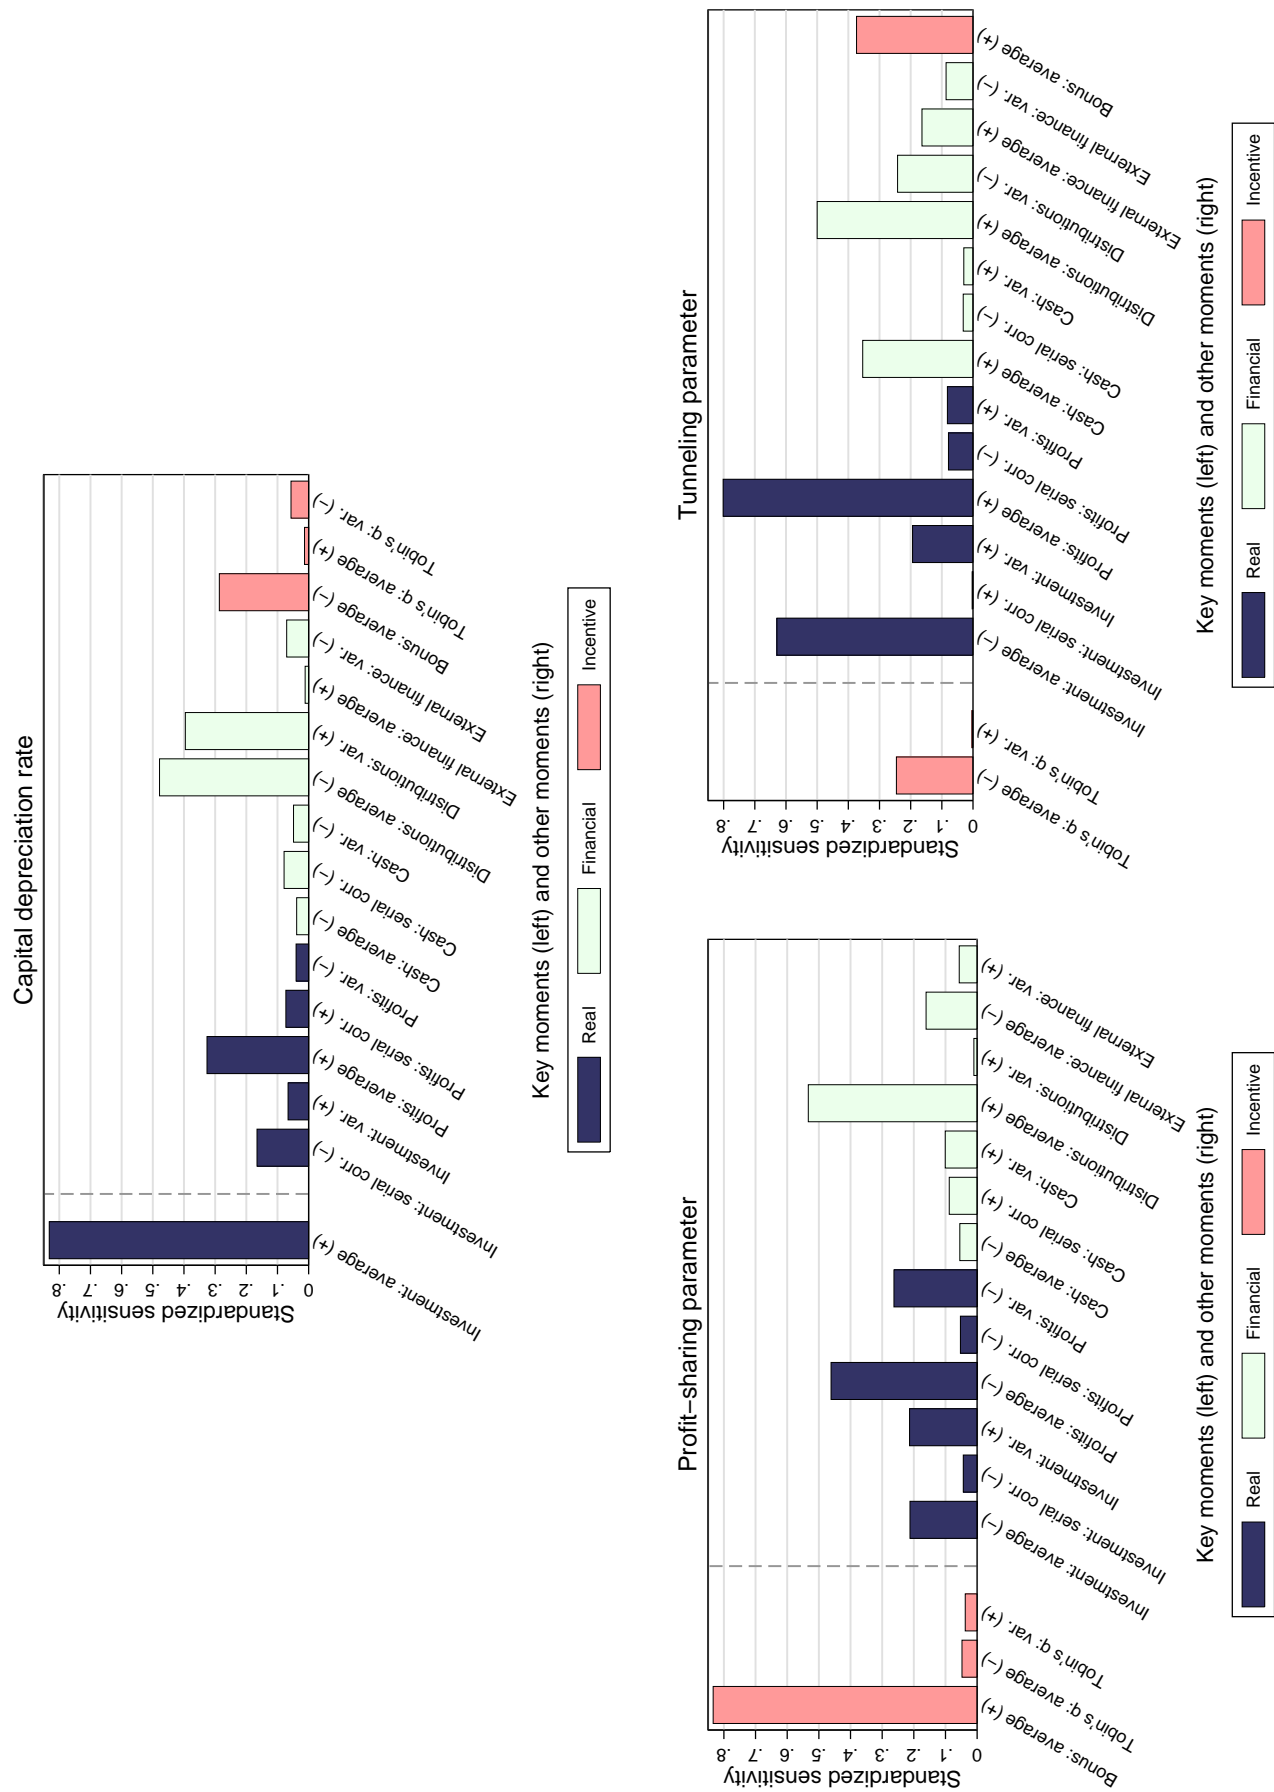 Capital depreciation rate
Standardized sensitivity
0 .1 .2 .3 .4 .5 .6 .7 .8
Investment: average (+)
Investment: serial corr. (−)
Investment: var. (+)
Profits: average (+)
Profits: serial corr. (+)
Profits: var. (−)
Cash: average (−)
Cash: serial corr. (−)
Cash: var. (−)
Distributions: average (−)
Distributions: var. (+)
External finance: average (+)
External finance: var. (−)
Bonus: average (−)
Tobin's q: average (+)
Tobin's q: var. (−)
Key moments (left) and other moments (right)
Real Financial Incentive
Profit−sharing parameter
Standardized sensitivity
0 .1 .2 .3 .4 .5 .6 .7 .8
Bonus: average (+)
Tobin's q: average (−)
Tobin's q: var. (+)
Investment: average (−)
Investment: serial corr. (−)
Investment: var. (+)
Profits: average (−)
Profits: serial corr. (−)
Profits: var. (−)
Cash: average (−)
Cash: serial corr. (+)
Cash: var. (+)
Distributions: average (+)
Distributions: var. (+)
External finance: average (−)
External finance: var. (+)
Key moments (left) and other moments (right)
Real Financial Incentive
Tunneling parameter
Standardized sensitivity
0 .1 .2 .3 .4 .5 .6 .7 .8
Tobin's q: average (−)
Tobin's q: var. (+)
Investment: average (−)
Investment: serial corr. (+)
Investment: var. (+)
Profits: average (+)
Profits: serial corr. (−)
Profits: var. (+)
Cash: average (+)
Cash: serial corr. (−)
Cash: var. (+)
Distributions: average (+)
Distributions: var. (−)
External finance: average (+)
External finance: var. (−)
Bonus: average (+)
Key moments (left) and other moments (right)
Real Financial Incentive